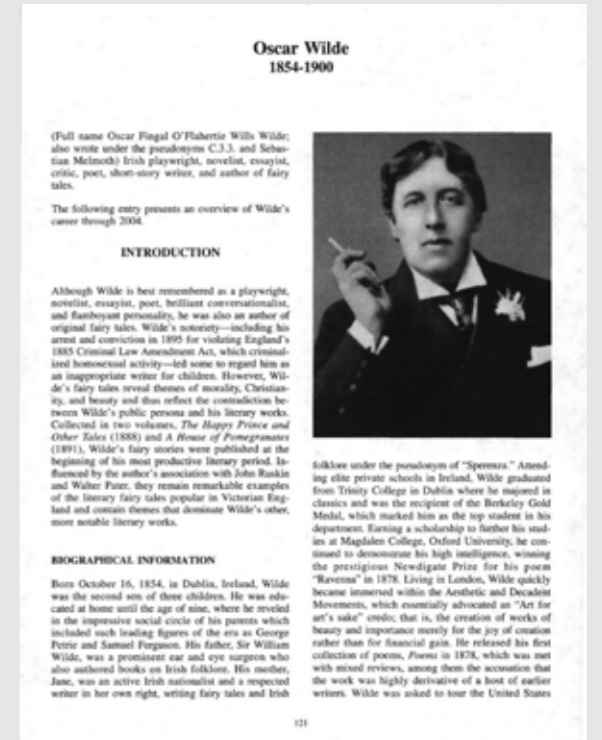 Oscar Wilde
1854-1900
(Full name Oscar Fingal O'Flahertie Wills Wilde;
also wrote under the pseudonyms C.3.3. and Sebas-
tian Melmoth) Irish playwright, novelist, essayist,
critic, poet, short-story writer, and author of fairy
tales.
The following entry presents an overview of Wilde's
career through 2004.
INTRODUCTION
Although Wilde is best remembered as a playwright,
novelist, essayist, poet, brilliant conversationalist,
and flamboyant personality, he was also an author of
original fairy tales. Wilde's notoriety—including his
arrest and conviction in 1895 for violating England's
1885 Criminal Law Amendment Act, which criminal-
ized homosexual activity—led some to regard him as
an inappropriate writer for children. However, Wil-
de's fairy tales reveal themes of morality, Christian-
ity, and beauty and thus reflect the contradiction be-
tween Wilde's public persona and his literary works.
Collected in two volumes, The Happy Prince and
Other Tales (1888) and A House of Pomegranates
(1891), Wilde's fairy stories were published at the
beginning of his most productive literary period. In-
fluenced by the author's association with John Ruskin
and Walter Pater, they remain remarkable examples
of the literary fairy tales popular in Victorian Eng-
land and contain themes that dominate Wilde's other,
more notable literary works.
BIOGRAPHICAL INFORMATION
Born October 16, 1854, in Dublin, Ireland, Wilde
was the second son of three children. He was edu-
cated at home until the age of nine, where he reveled
in the impressive social circle of his parents which
included such leading figures of the era as George
Petrie and Samuel Ferguson. His father, Sir William
Wilde, was a prominent ear and eye surgeon who
also authored books on Irish folklore. His mother,
Jane, was an active Irish nationalist and a respected
writer in her own right, writing fairy tales and Irish
folklore under the pseudonym of "Speranza." Attend-
ing elite private schools in Ireland, Wilde graduated
from Trinity College in Dublin where he majored in
classics and was the recipient of the Berkeley Gold
Medal, which marked him as the top student in his
department. Earning a scholarship to further his stud-
ies at Magdalen College, Oxford University, he con-
tinued to demonstrate his high intelligence, winning
the prestigious Newdigate Prize for his poem
"Ravenna" in 1878. Living in London, Wilde quickly
became immersed within the Aesthetic and Decadent
Movements, which essentially advocated an "Art for
art's sake" credo; that is, the creation of works of
beauty and importance merely for the joy of creation
rather than for financial gain. He released his first
collection of poems, Poems in 1878, which was met
with mixed reviews, among them the accusation that
the work was highly derivative of a host of earlier
writers. Wilde was asked to tour the United States
121